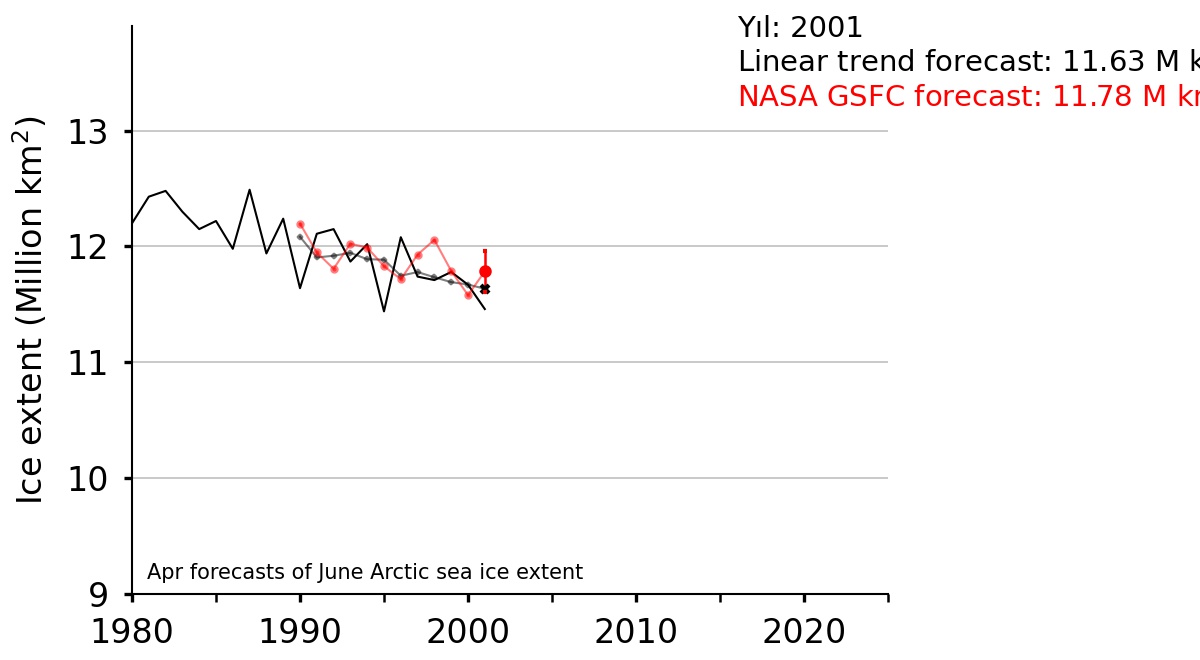 Yıl: 2001
Linear trend forecast: 11.63 M
NASA GSFC forecast: 11.78 M
Ice extent (Million km²)
13
12
11
10
9
Apr forecasts of June Arctic sea ice extent
1980 1990 2000 2010 2020